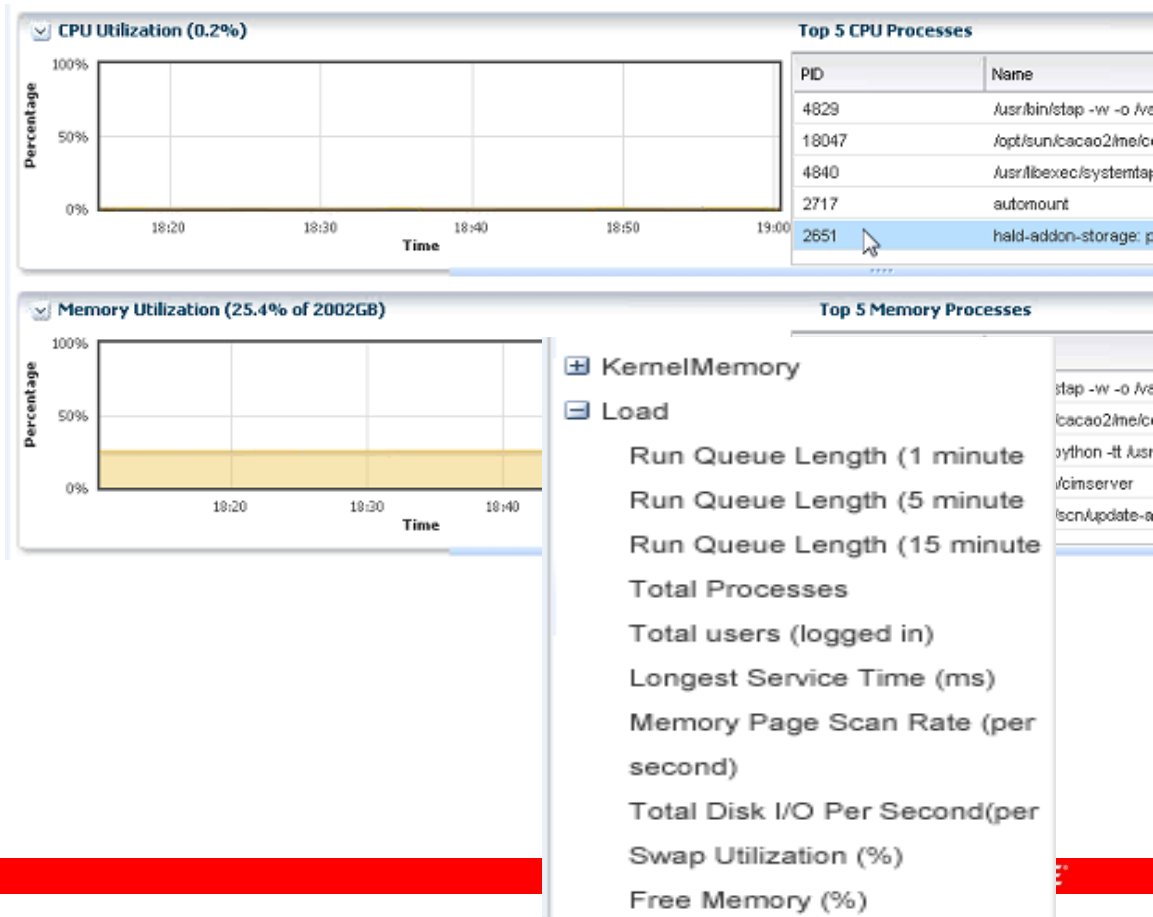 CPU Utilization (0.2%)
Top 5 CPU Processes
100%
50%
0%
Percentage
18:20 18:30 18:40 18:50 19:00
Time
PID Name
4829 /usr/bin/stap -w -o /va
18047 /opt/sun/cacao2/me/c
4840 /usr/libexec/systemtap
2717 automount
2651 hald-addon-storage: p
Memory Utilization (25.4% of 2002GB)
Top 5 Memory Processes
100%
50%
0%
Percentage
18:20 18:30 18:40
Time
stap -w -o /va
/cacao2/me/c
python -tt /usr
/cimserver
/scn/update-a
KernelMemory
Load
Run Queue Length (1 minute
Run Queue Length (5 minute
Run Queue Length (15 minute
Total Processes
Total users (logged in)
Longest Service Time (ms)
Memory Page Scan Rate (per
second)
Total Disk I/O Per Second(per
Swap Utilization (%)
Free Memory (%)